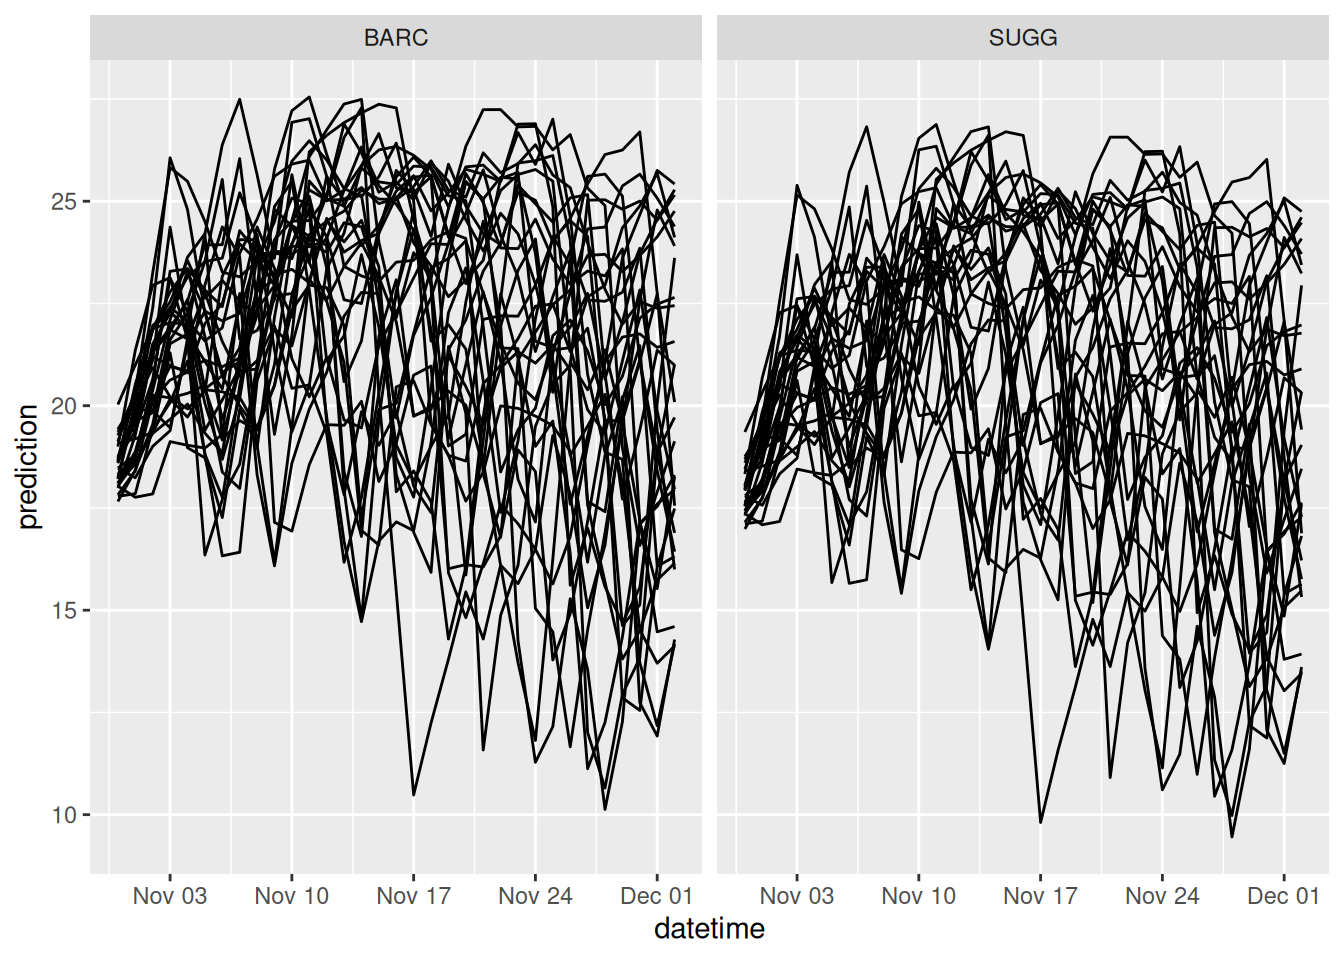 BARC
SUGG
prediction
25
20
15
10
Nov 03
Nov 10
Nov 17
Nov 24
Dec 01
Nov 03
Nov 10
Nov 17
Nov 24
Dec 01
datetime